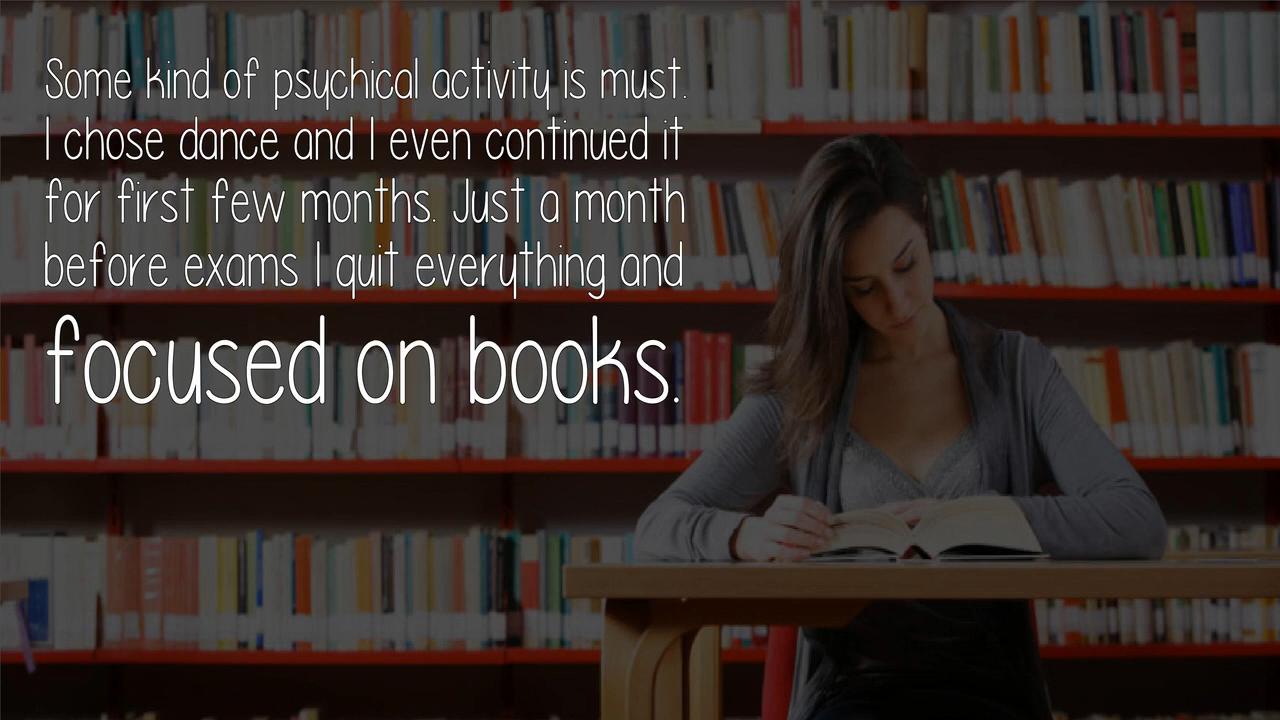 Some kind of psychical activity is must.
I chose dance and I even continued it
for first few months. Just a month
before exams I quit everything and
focused on books.